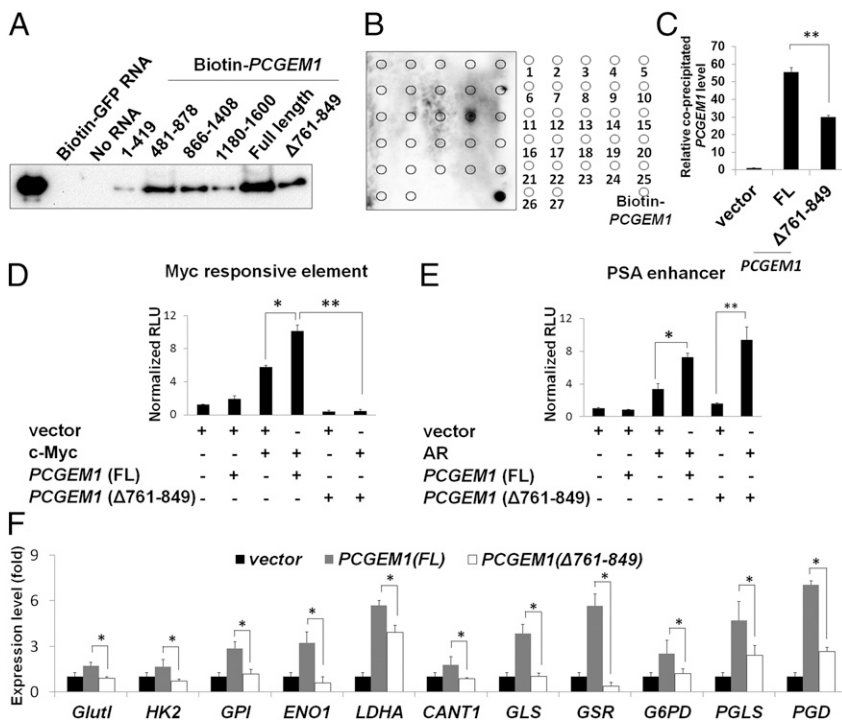 A
Biotin-GFP RNA
No RNA
Biotin-PCGEM1
1-419
481-878
866-1408
1180-1600
Full length
Δ761-849
B
1 2 3 4 5
6 7 8 9 10
11 12 13 14 15
16 17 18 19 20
21 22 23 24 25
26 27
Biotin-
PCGEM1
C
Relative co-precipitated
PCGEM1 level
70
60
50
40
30
20
10
0
**
vector
FL
Δ761-849
PCGEM1
D
Myc responsive element
Normalized RLU
12
8
4
0
* **
vector + + + - + -
c-Myc - - + + - +
PCGEM1 (FL) - + - + - -
PCGEM1 (Δ761-849) - - - - + +
E
PSA enhancer
Normalized RLU
12
8
4
0
* **
vector + + + - + -
AR - - + + - +
PCGEM1 (FL) - + - + - -
PCGEM1 (Δ761-849) - - - - + +
F
Expression level (fold)
9
6
3
0
vector PCGEM1(FL) PCGEM1(Δ761-849)
* * * * * * * * * * *
GlutI HK2 GPI ENO1 LDHA CANT1 GLS GSR G6PD PGLS PGD